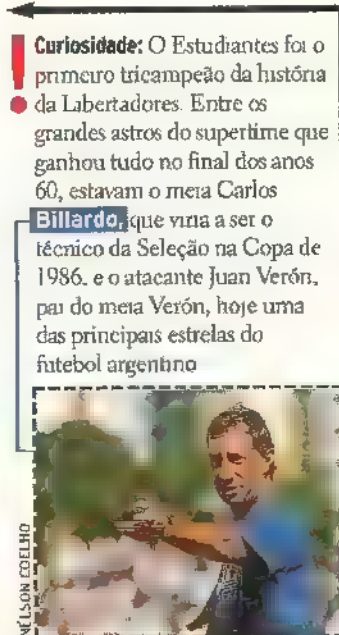 Curiosidade: O Estudiantes foi o
primeiro tricampeão da história
da Libertadores. Entre os
grandes astros do supertime que
ganhou tudo no final dos anos
60, estavam o meia Carlos
Billardo, que viria a ser o
técnico da Seleção na Copa de
1986, e o atacante Juan Verón,
pai do meia Verón, hoje uma
das principais estrelas do
futebol argentino
NÉLSON COELHO